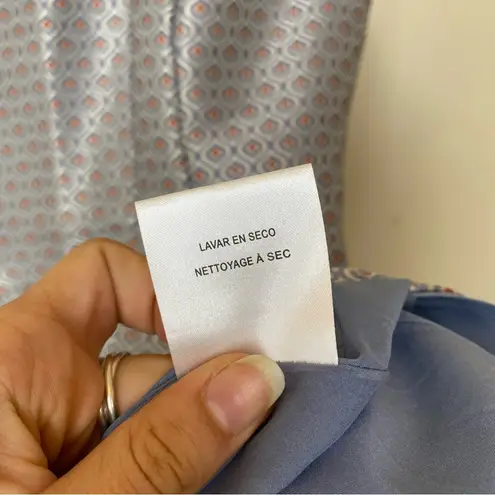 LAVAR EN SECO
NETTOYAGE À SEC